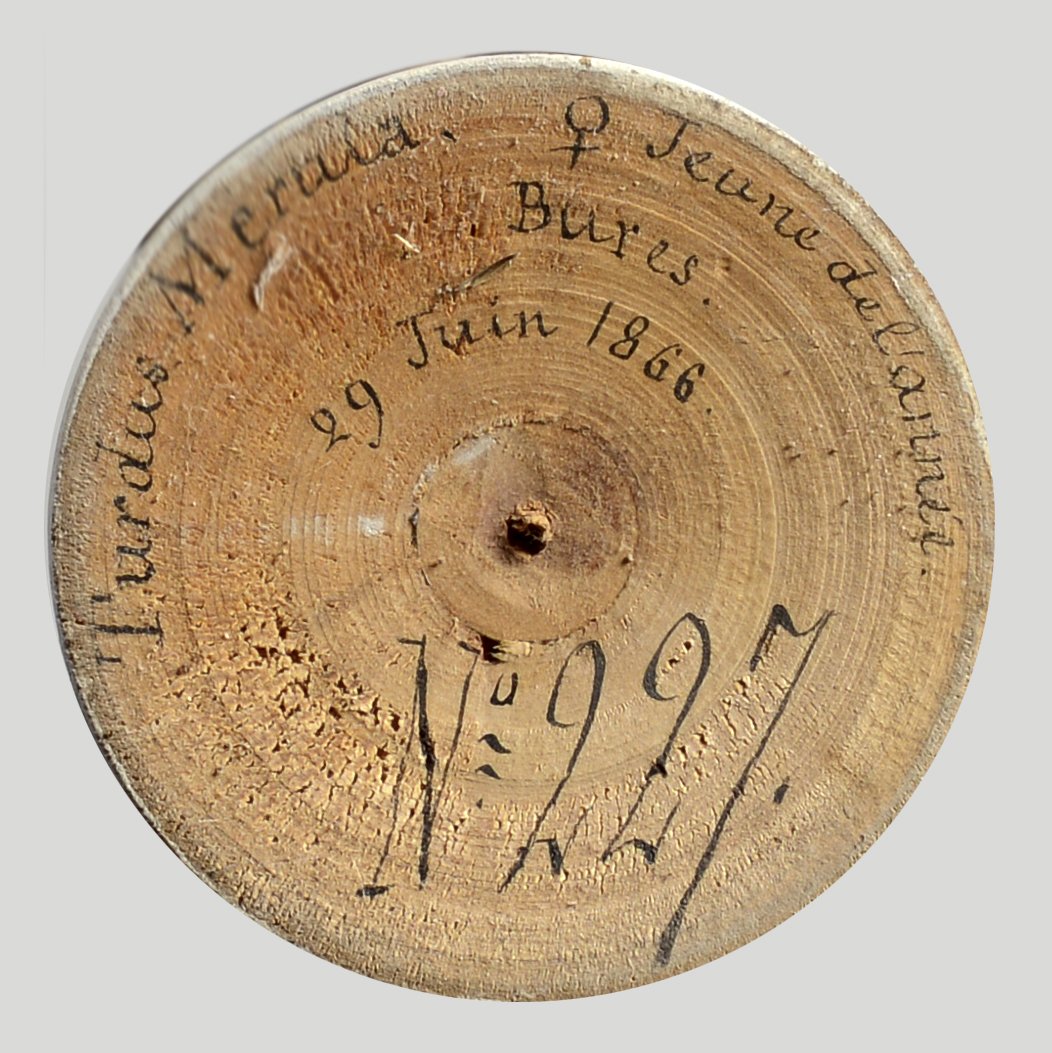 Turdus Merula. ♀ Jeune de l'année.
Bures.
29 Juin 1866.
N° 227.